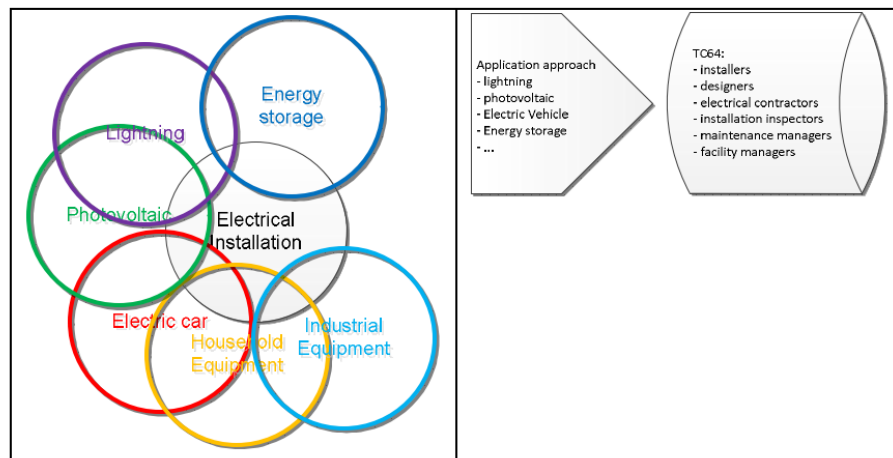 Energy
storage
Lightning
Photovoltaic
Electrical
Installation
Electric car
Household
Equipment
Industrial
Equipment
Application approach
- lightning
- photovoltaic
- Electric Vehicle
- Energy storage
- ...
TC64:
- installers
- designers
- electrical contractors
- installation inspectors
- maintenance managers
- facility managers